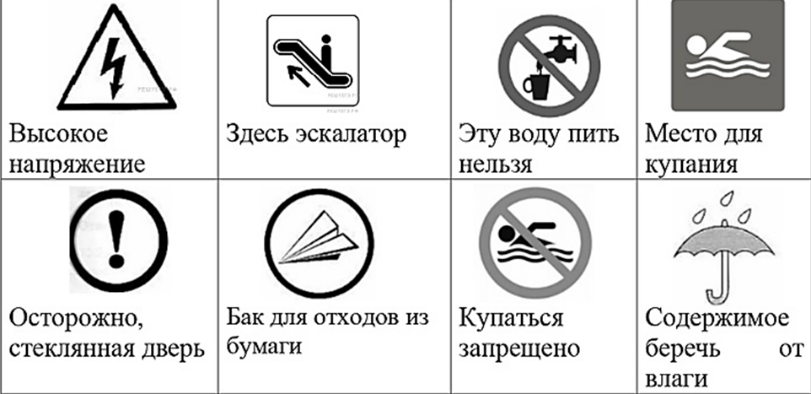 Высокое
напряжение
Здесь эскалатор
Эту воду пить
нельзя
Место для
купания
Осторожно,
стеклянная дверь
Бак для отходов из
бумаги
Купаться
запрещено
Содержимое
беречь от
влаги